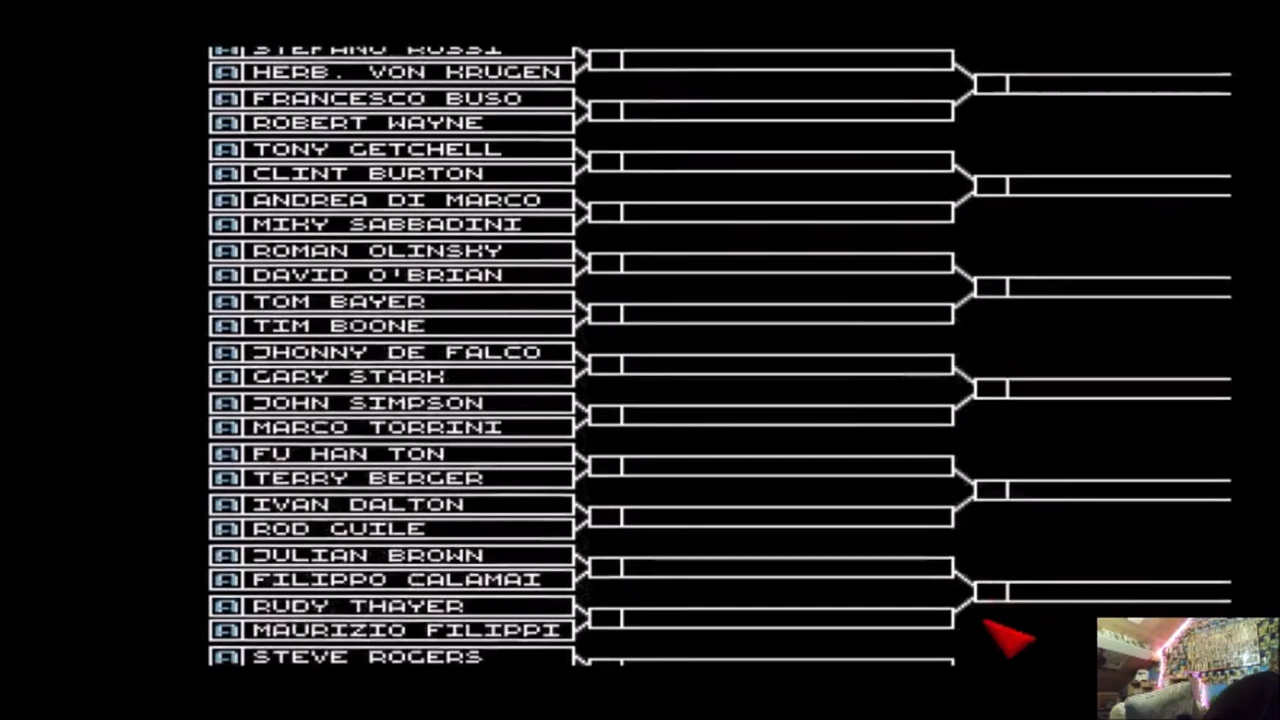 STEFANO ROSSI
HERB. VON KRUGEN
FRANCESCO BUSO
ROBERT WAYNE
TONY GETCHELL
CLINT BURTON
ANDREA DI MARCO
MIKY SABBADINI
ROMAN OLINSKY
DAVID O'BRIAN
TOM BAYER
TIM BOONE
JHONNY DE FALCO
GARY STARK
JOHN SIMPSON
MARCO TORRINI
FU HAN TON
TERRY BERGER
IVAN DALTON
ROD GUILE
JULIAN BROWN
FILIPPO CALAMAI
RUDY THAYER
MAURIZIO FILIPPI
STEVE ROGERS